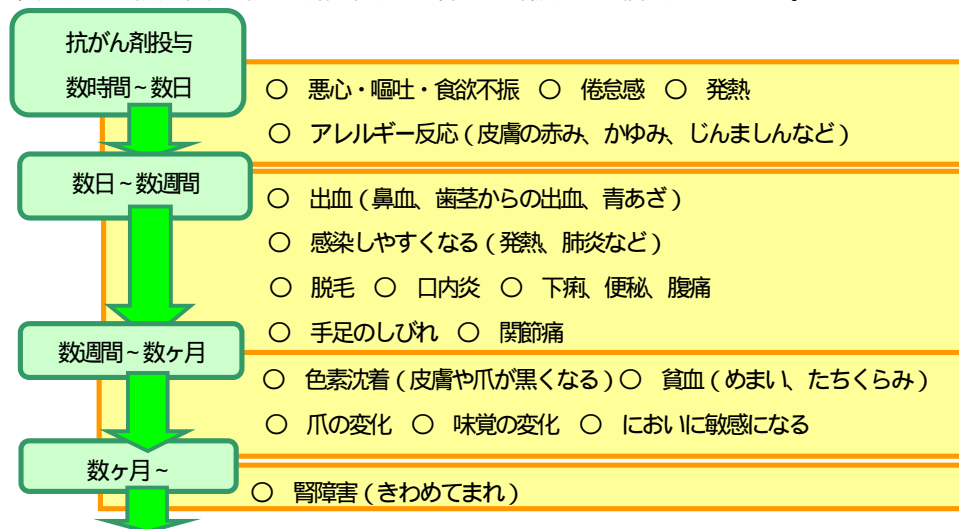 抗がん剤投与
数時間~数日
○ 悪心・嘔吐・食欲不振 ○ 倦怠感 ○ 発熱
○ アレルギー反応(皮膚の赤み、かゆみ、じんましんなど)
数日~数週間
○ 出血(鼻血、歯茎からの出血、青あざ)
○ 感染しやすくなる(発熱、肺炎など)
○ 脱毛 ○ 口内炎 ○ 下痢、便秘、腹痛
○ 手足のしびれ ○ 関節痛
数週間~数ヶ月
○ 色素沈着(皮膚や爪が黒くなる)○ 貧血(めまい、たちくらみ)
○ 爪の変化 ○ 味覚の変化 ○ においに敏感になる
数ヶ月~
○ 腎障害(きわめてまれ)